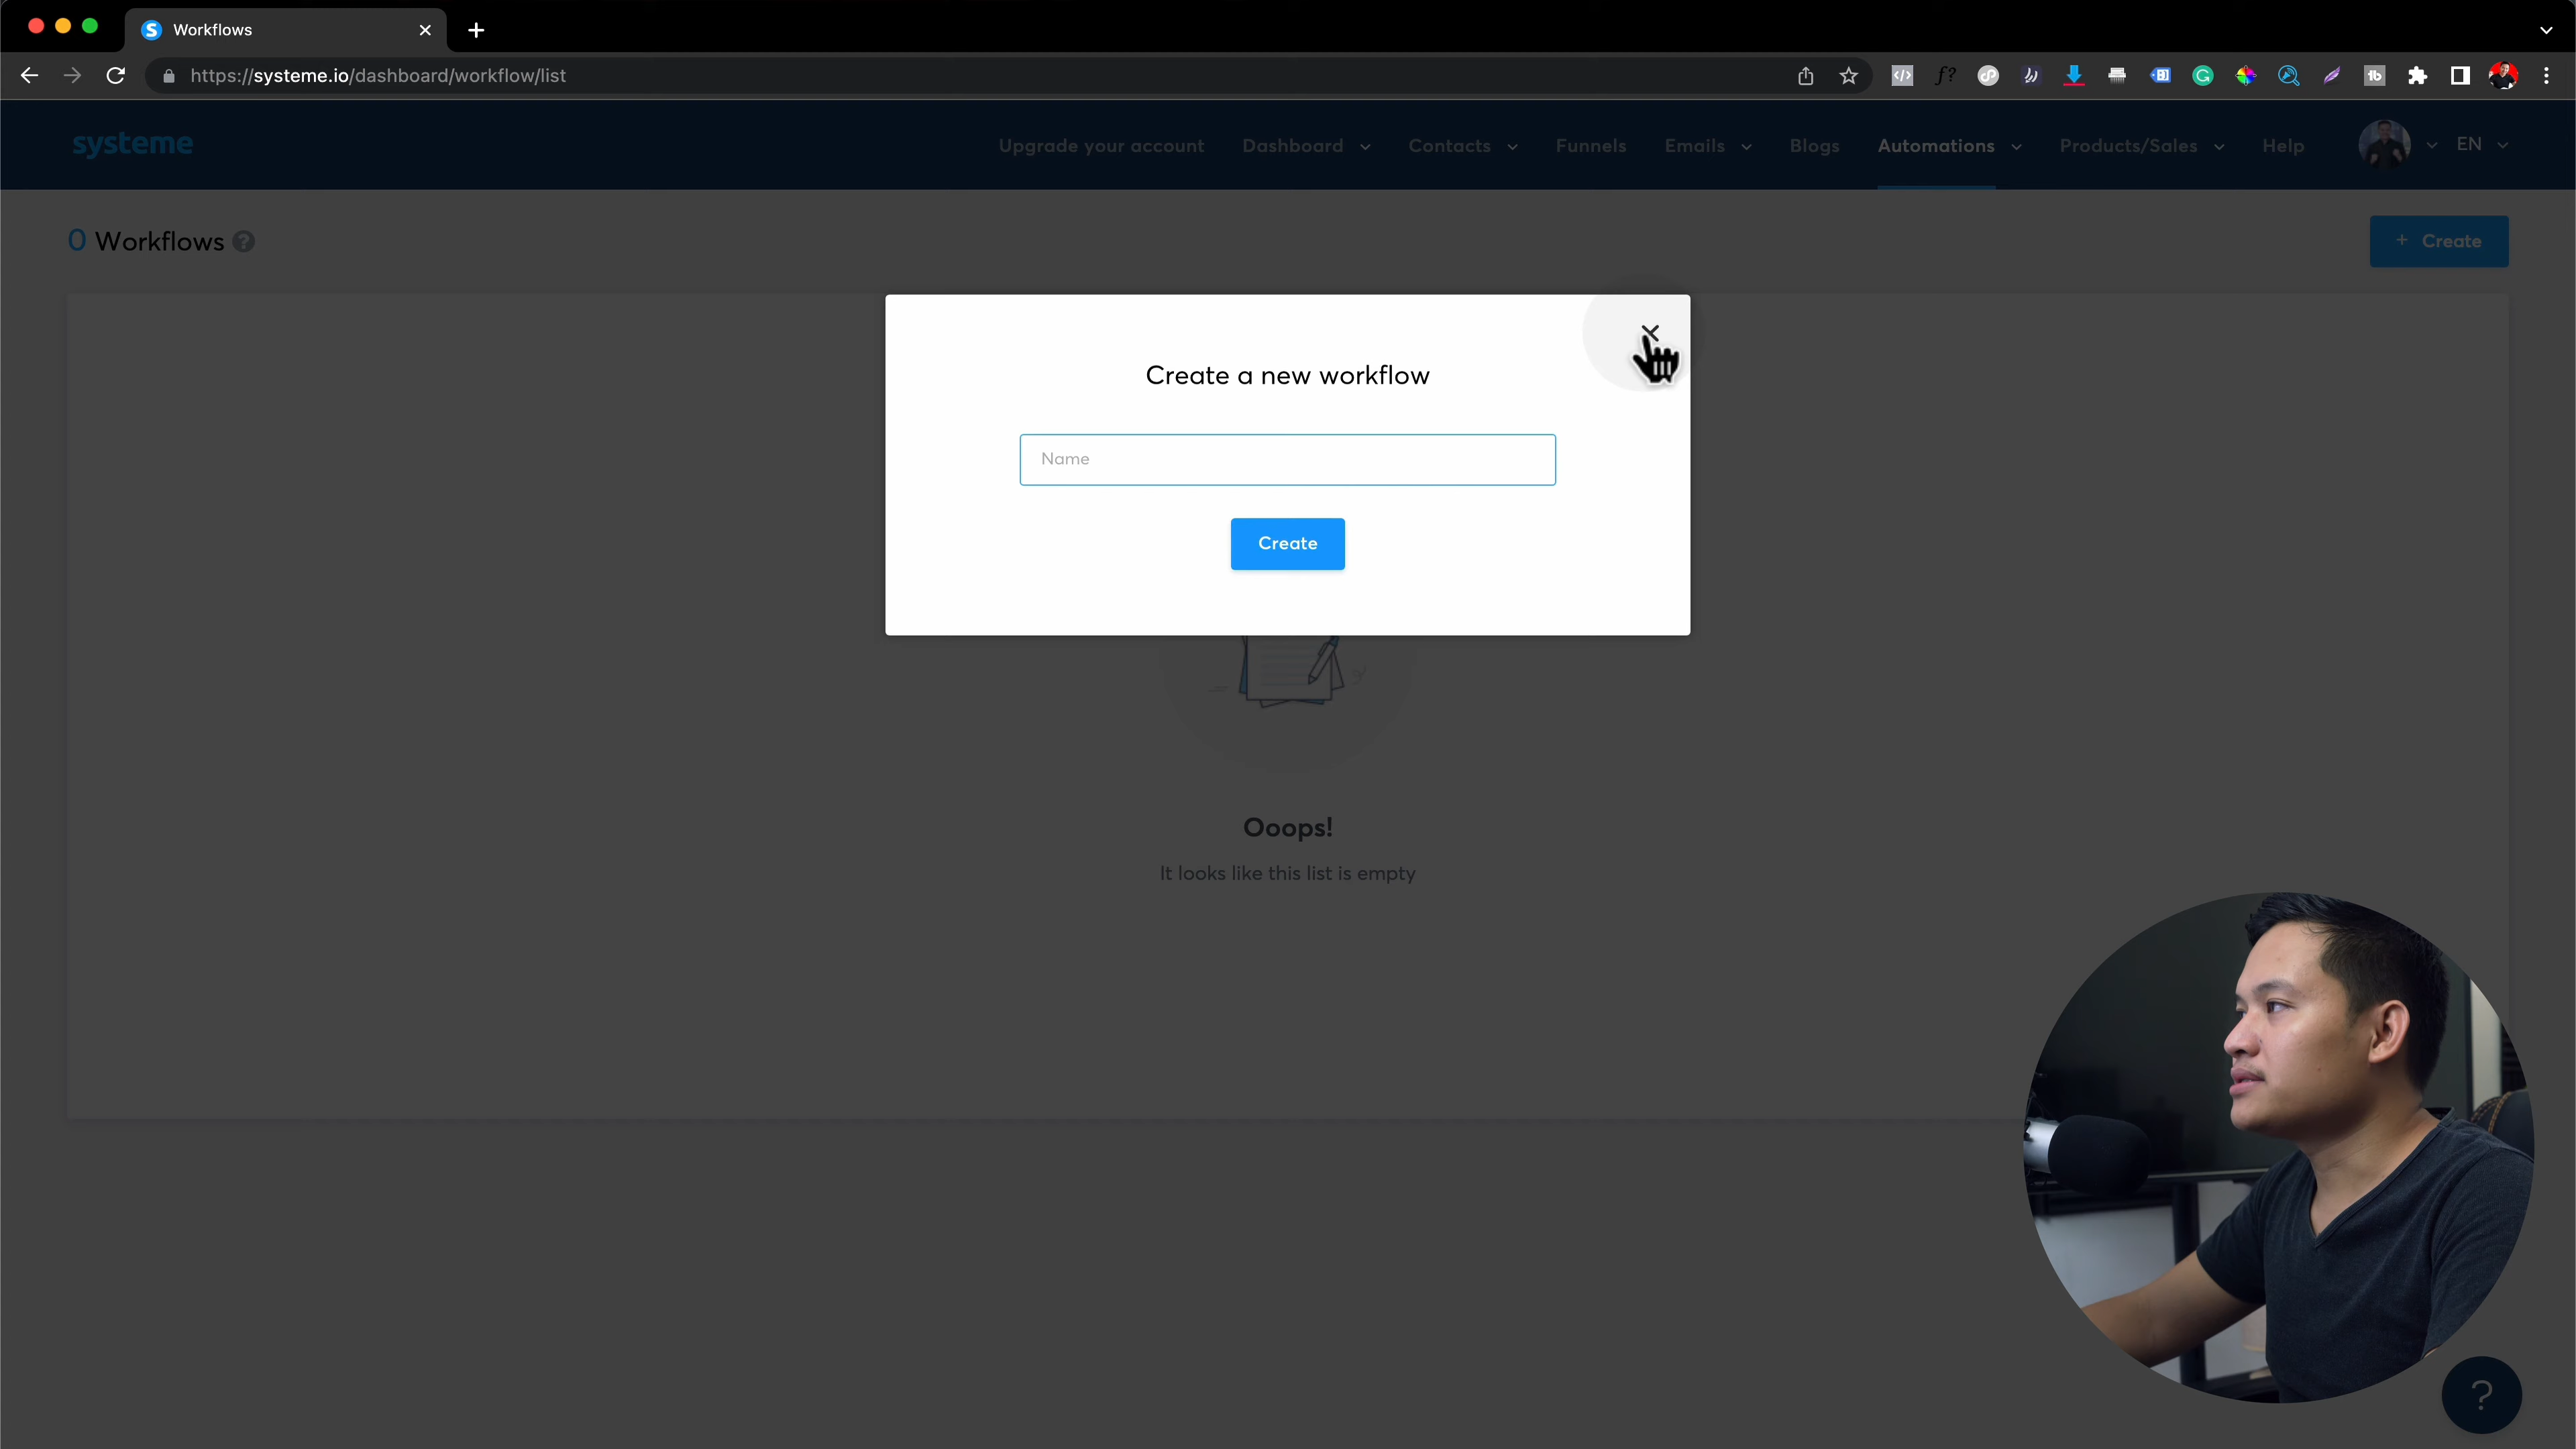 Workflows
https://systeme.io/dashboard/workflow/list
systeme
Upgrade your account Dashboard Contacts Funnels Emails Blogs Automations Products/Sales Help EN
0 Workflows ?
+ Create
Create a new workflow
Name
Create
Ooops!
It looks like this list is empty
?